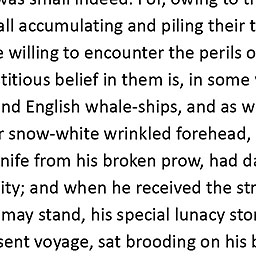 was small indeed. For, owing to t
all accumulating and piling their t
willing to encounter the perils o
titious belief in them is, in some
nd English whale-ships, and as w
snow-white wrinkled forehead,
nife from his broken prow, had da
ity; and when he received the str
may stand, his special lunacy sto
sent voyage, sat brooding on his b